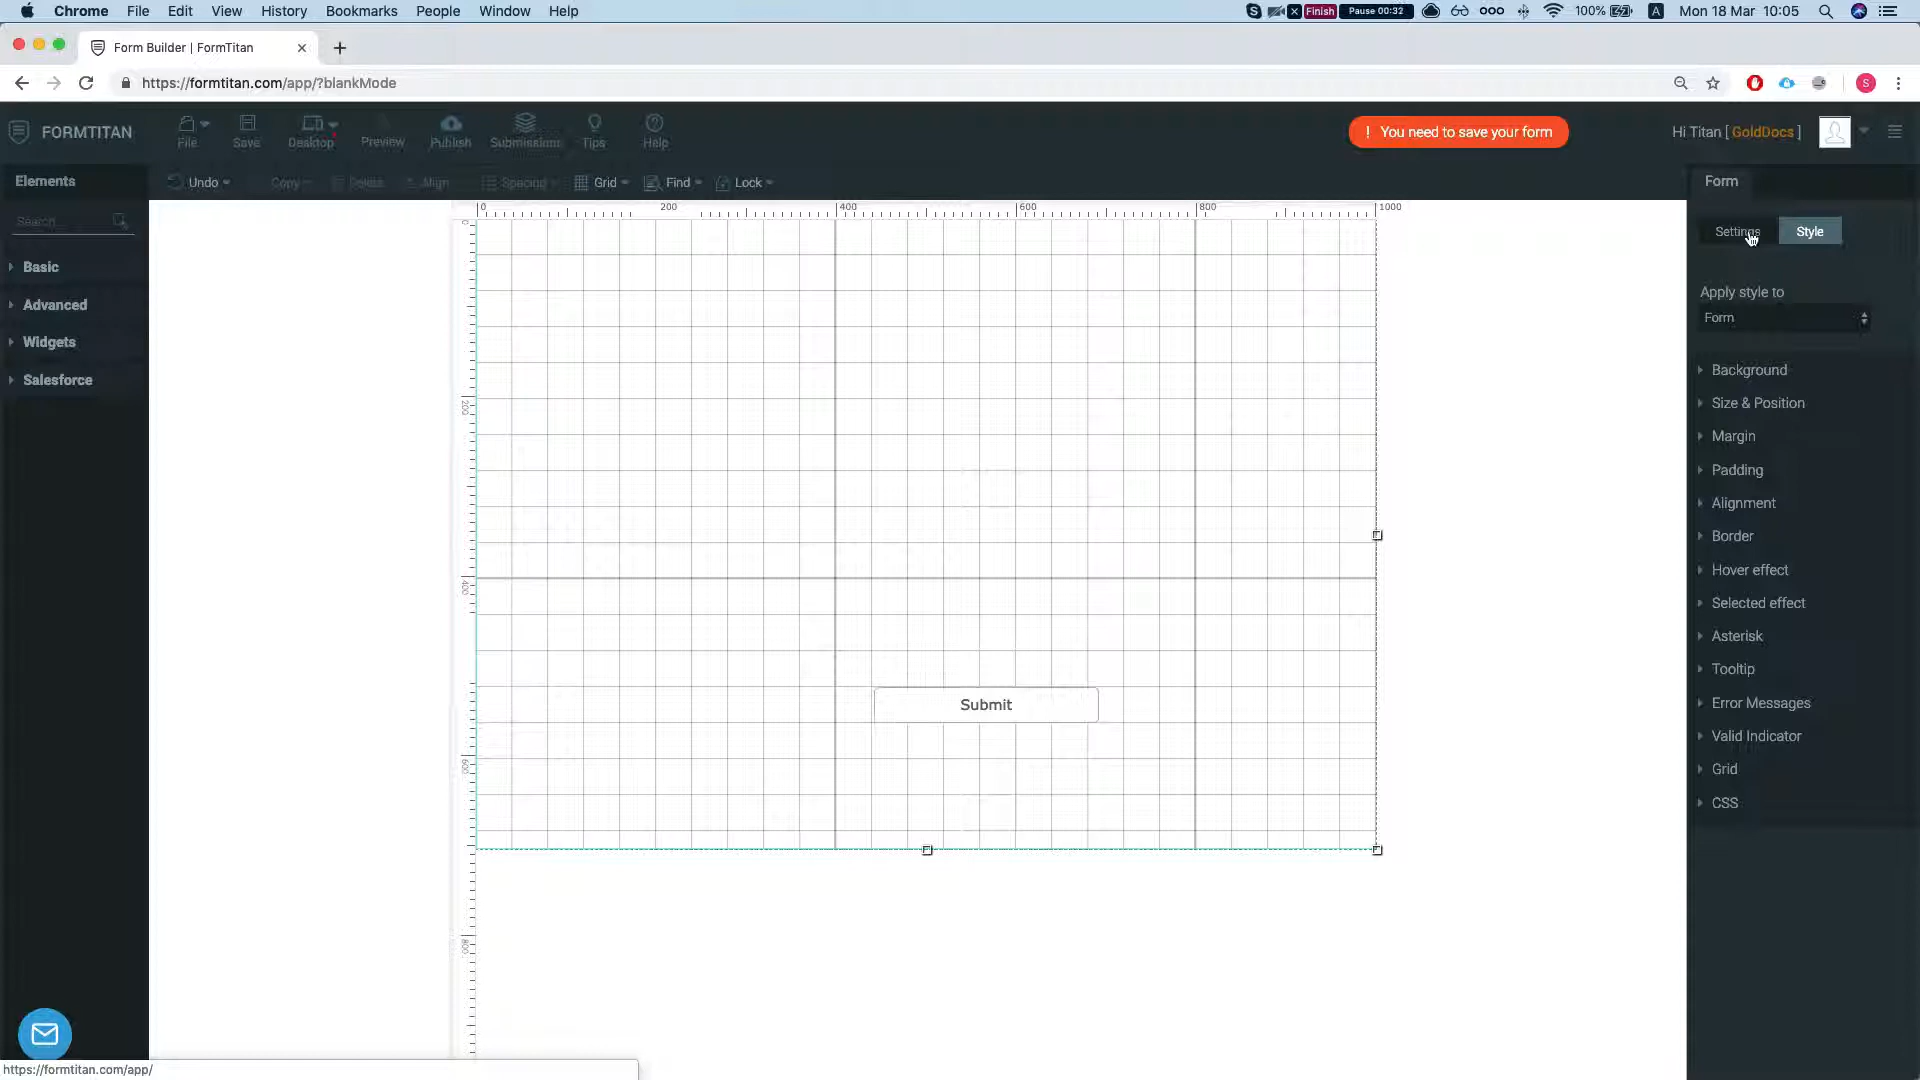 Chrome File Edit View History Bookmarks People Window Help
Finish Pause 00:32 100% A Mon 18 Mar 10:05
Form Builder | FormTitan
https://formtitan.com/app/?blankMode
S
FORMTITAN
File Save Desktop Preview Publish Submissions Tips Help
! You need to save your form
Hi Titan [ GoldDocs ]
Elements
Undo Copy Delete Align Spacing Grid Find Lock
Form
Search
Settings Style
Basic
Advanced
Widgets
Salesforce
0 200 400 600 800 1000
0
200
400
600
800
Submit
Apply style to
Form
Background
Size & Position
Margin
Padding
Alignment
Border
Hover effect
Selected effect
Asterisk
Tooltip
Error Messages
Valid Indicator
Grid
CSS
https://formtitan.com/app/